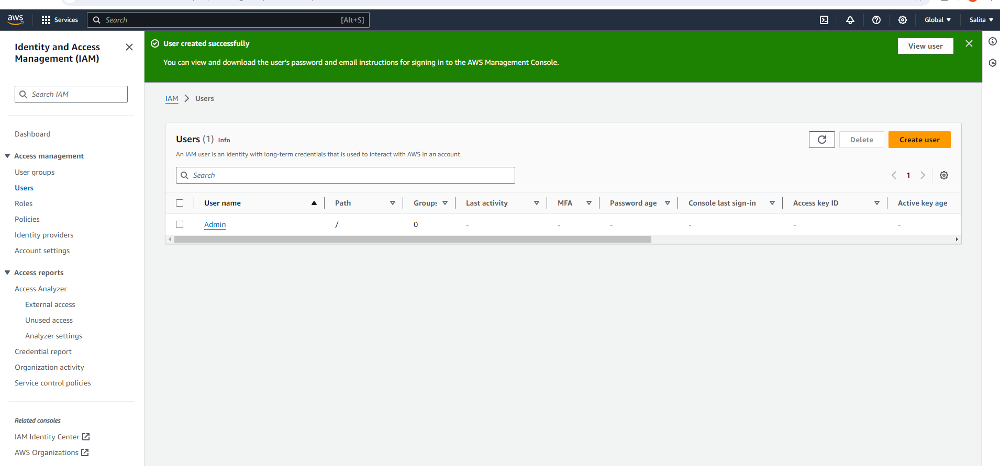 aws
Services
Search
[Alt+S]
Global
Salita
Identity and Access
Management (IAM)
Search IAM
Dashboard
Access management
User groups
Users
Roles
Policies
Identity providers
Account settings
Access reports
Access Analyzer
External access
Unused access
Analyzer settings
Credential report
Organization activity
Service control policies
Related consoles
IAM Identity Center
AWS Organizations
User created successfully
You can view and download the user's password and email instructions for signing in to the AWS Management Console.
View user
IAM > Users
Users (1) Info
An IAM user is an identity with long-term credentials that is used to interact with AWS in an account.
Delete
Create user
Search
1
User name Path Groups Last activity MFA Password age Console last sign-in Access key ID Active key age
Admin / 0 - - - - - -